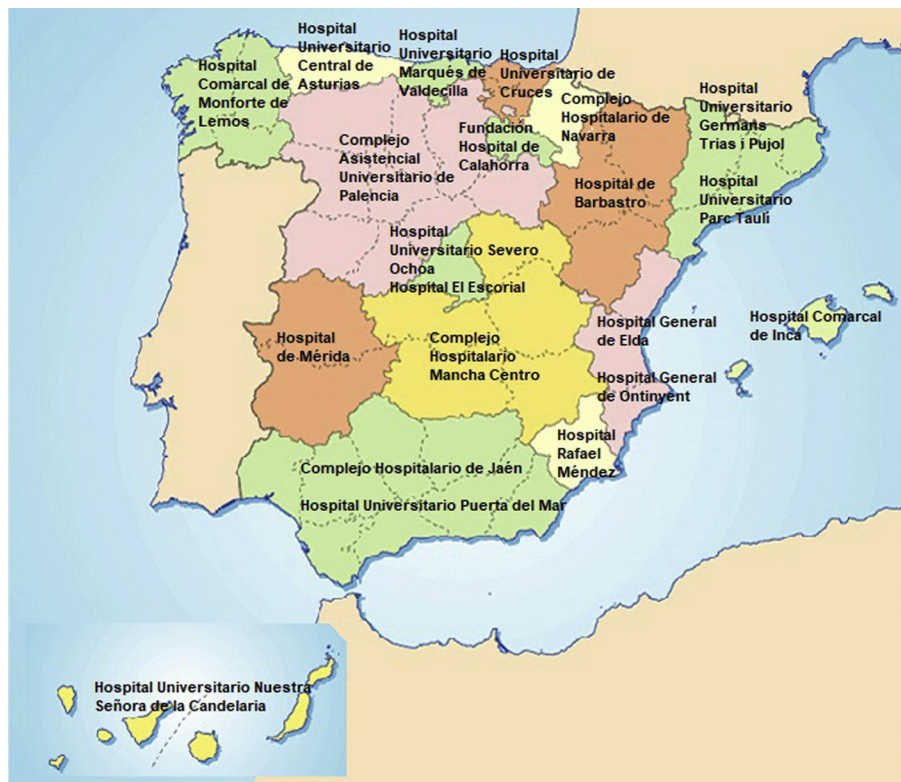 Hospital
Comarcal de
Monforte de
Lemos
Hospital
Universitario
Central de
Asturias
Hospital
Universitario
Marqués de
Valdecilla
Hospital
Universitario de
Cruces
Complejo
Hospitalario de
Navarra
Hospital
Universitario
Germans
Trias i Pujol
Complejo
Asistencial
Universitario de
Palencia
Fundación
Hospital de
Calahorra
Hospital de
Barbastro
Hospital
Universitario
Parc Taulí
Hospital
Universitario Severo
Ochoa
Hospital El Escorial
Hospital
de Mérida
Complejo
Hospitalario
Mancha Centro
Hospital General
de Elda
Hospital Comarcal
de Inca
Hospital General
de Ontinyent
Hospital
Rafael
Méndez
Complejo Hospitalario de Jaén
Hospital Universitario Puerta del Mar
Hospital Universitario Nuestra
Señora de la Candelaria